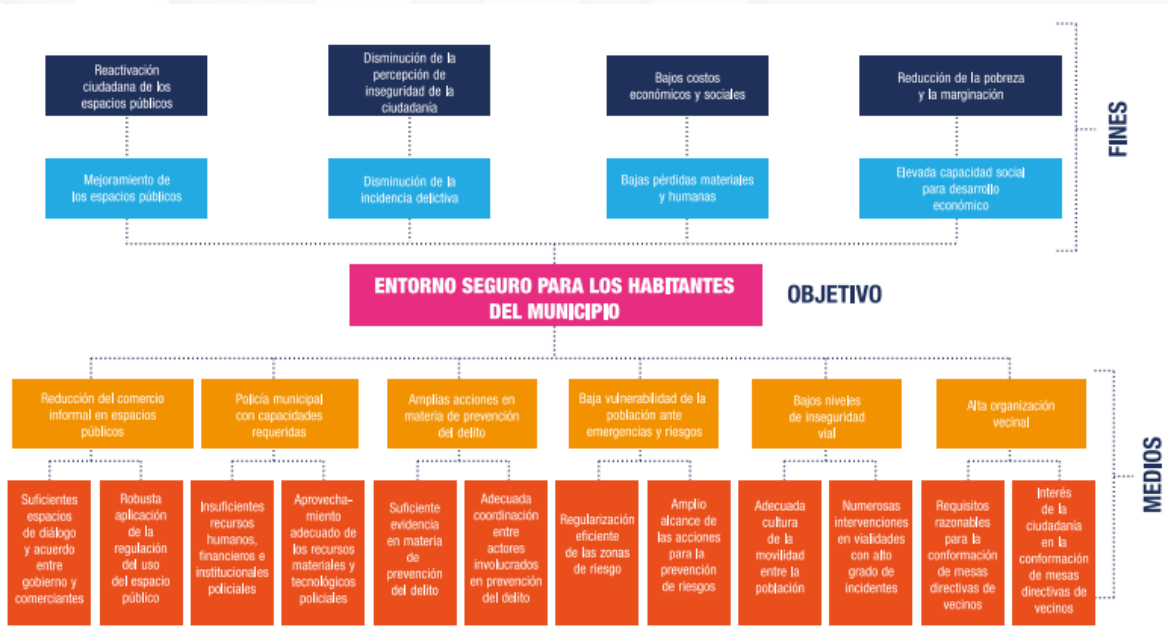 Reactivación
ciudadana de los
espacios públicos
Disminución de la
percepción de
inseguridad de la
ciudadanía
Bajos costos
económicos y sociales
Reducción de la pobreza
y la marginación
FINES
Mejoramiento de
los espacios públicos
Disminución de la
incidencia delictiva
Bajas pérdidas materiales
y humanas
Elevada capacidad social
para desarrollo
económico
ENTORNO SEGURO PARA LOS HABITANTES
DEL MUNICIPIO
OBJETIVO
Reducción del comercio
informal en espacios
públicos
Policía municipal
con capacidades
requeridas
Amplias acciones en
materia de prevención
del delito
Baja vulnerabilidad de la
población ante
emergencias y riesgos
Bajos niveles
de inseguridad
vial
Alta organización
vecinal
MEDIOS
Suficientes
espacios
de diálogo
y acuerdo
entre
gobierno y
comerciantes
Robusta
aplicación
de la
regulación
del uso
del espacio
público
Insuficientes
recursos
humanos,
financieros e
institucionales
policiales
Aprovecha-
miento
adecuado de
los recursos
materiales y
tecnológicos
policiales
Suficiente
evidencia
en materia
de
prevención
del delito
Adecuada
coordinación
entre
actores
involucrados
en prevención
del delito
Regularización
eficiente
de las zonas
de riesgo
Amplio
alcance de
las acciones
para la
prevención
de riesgos
Adecuada
cultura
de la
movilidad
entre la
población
Numerosas
intervenciones
en vialidades
con alto
grado de
incidentes
Requisitos
razonables
para la
conformación
de mesas
directivas de
vecinos
Interés
de la
ciudadanía
en la
conformación
de mesas
directivas de
vecinos